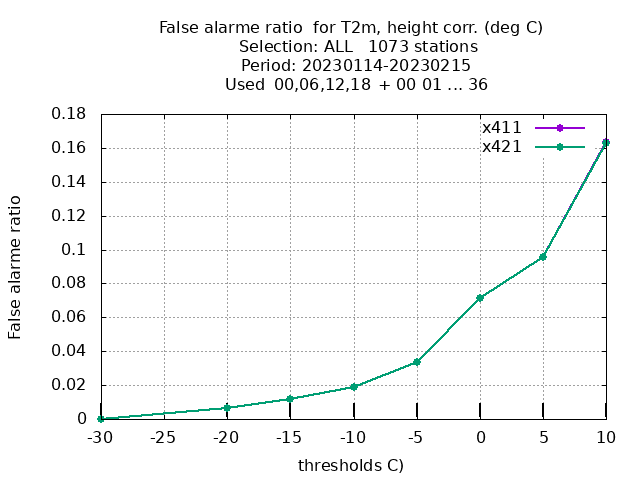 False alarme ratio  for T2m, height corr. (deg C)
Selection: ALL   1073 stations
Period: 20230114-20230215
Used  00,06,12,18  + 00 01 ... 36
x411
x421
False alarme ratio
0.18
0.16
0.14
0.12
0.1
0.08
0.06
0.04
0.02
0
-30 -25 -20 -15 -10 -5 0 5 10
thresholds C)